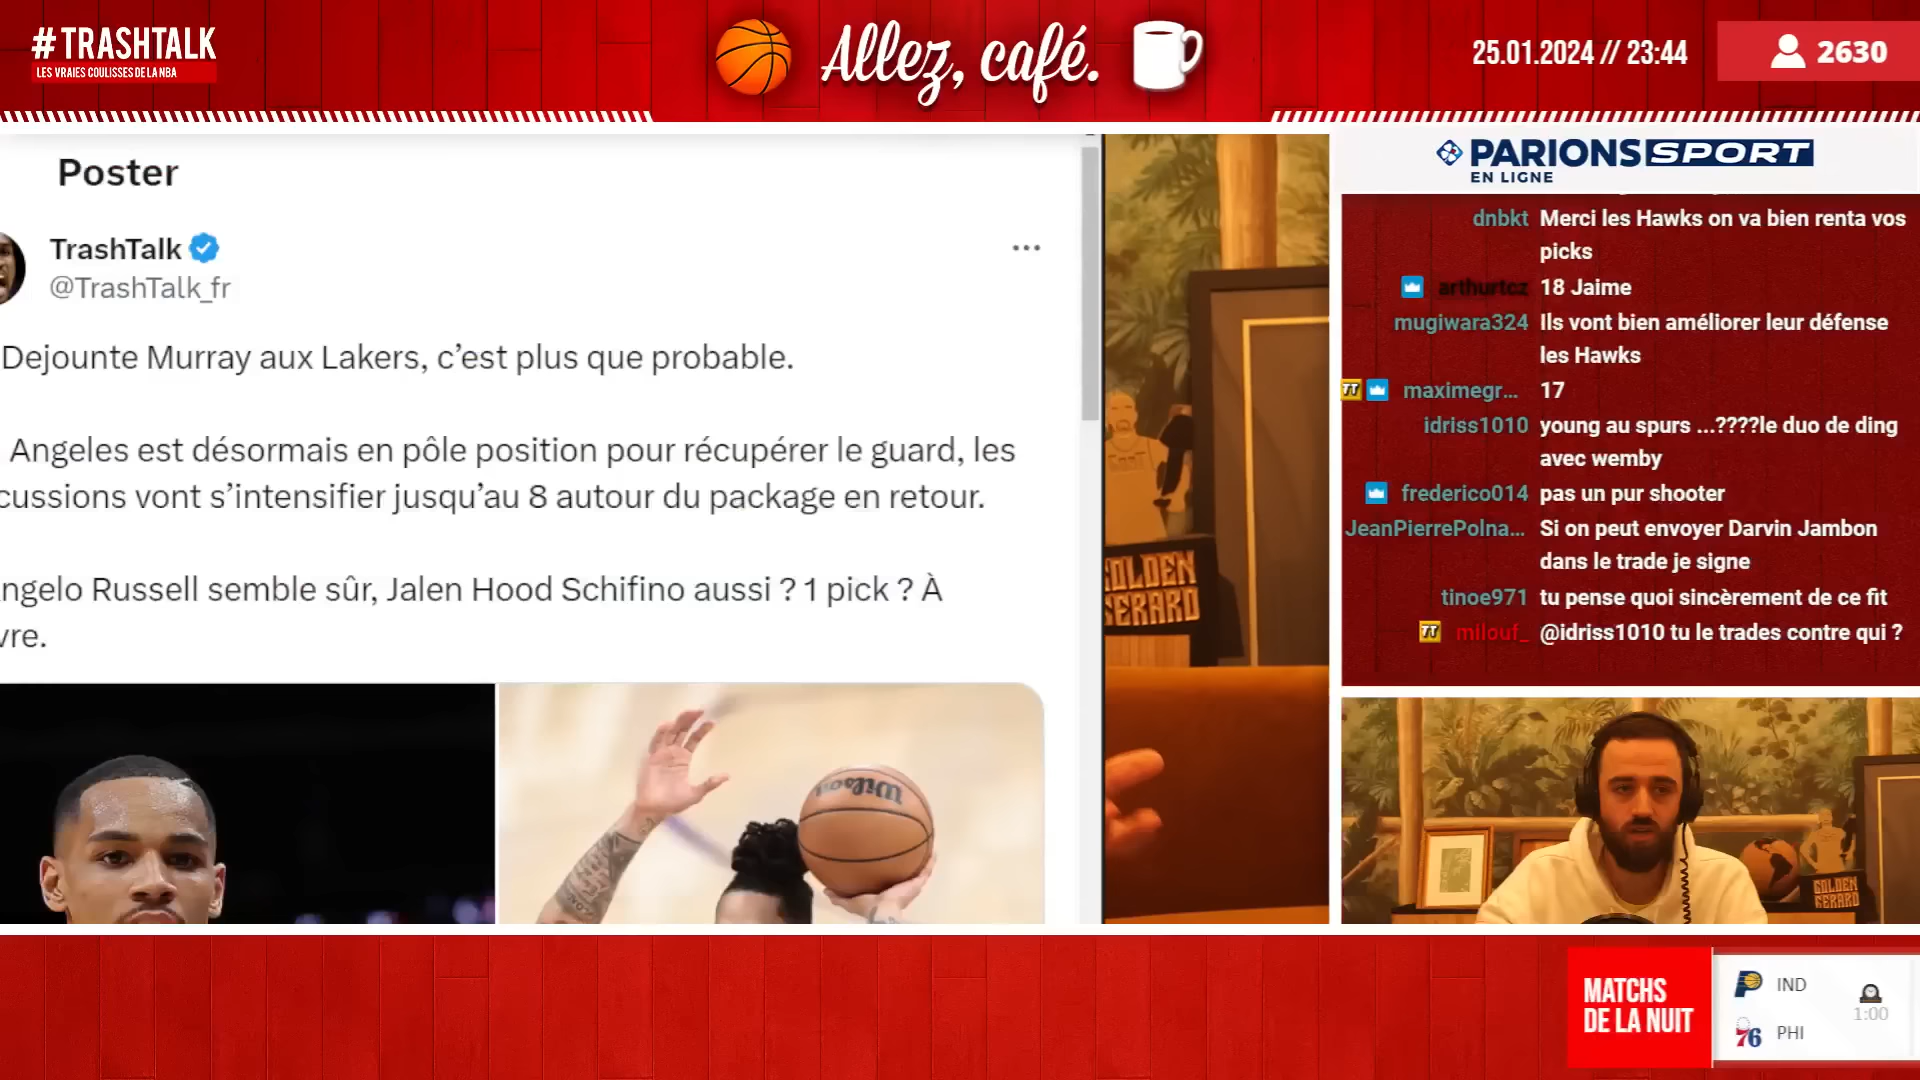 #TRASHTALK
LES VRAIES COULISSES DE LA NBA
Allez, café.
25.01.2024 // 23:44
2630
Poster
TrashTalk
@TrashTalk_fr
Dejounte Murray aux Lakers, c’est plus que probable.
Angeles est désormais en pôle position pour récupérer le guard, les
cussions vont s’intensifier jusqu’au 8 autour du package en retour.
ngelo Russell semble sûr, Jalen Hood Schifino aussi ? 1 pick ? À
vre.
Wilson
GOLDEN
GERARD
PARIONS SPORT
EN LIGNE
dnbkt Merci les Hawks on va bien renta vos
picks
arthurtcz 18 Jaime
mugiwara324 Ils vont bien améliorer leur défense
les Hawks
TT maximegr... 17
idriss1010 young au spurs ...????le duo de ding
avec wemby
frederico014 pas un pur shooter
JeanPierrePolna... Si on peut envoyer Darvin Jambon
dans le trade je signe
tinoe971 tu pense quoi sincèrement de ce fit
TT milouf_ @idriss1010 tu le trades contre qui ?
GOLDEN
GERARD
MATCHS
DE LA NUIT
IND
1:00
76 PHI